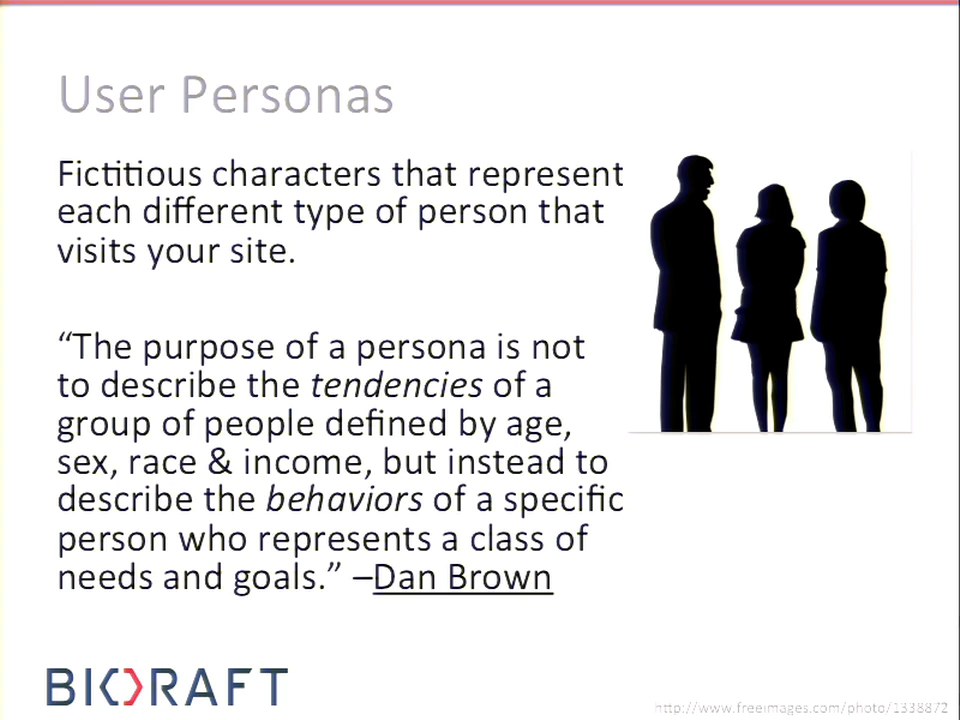 User Personas
Fictitious characters that represent
each different type of person that
visits your site.
“The purpose of a persona is not
to describe the tendencies of a
group of people defined by age,
sex, race & income, but instead to
describe the behaviors of a specific
person who represents a class of
needs and goals.” –Dan Brown
BIORAFT
http://www.freeimages.com/photo/1338872